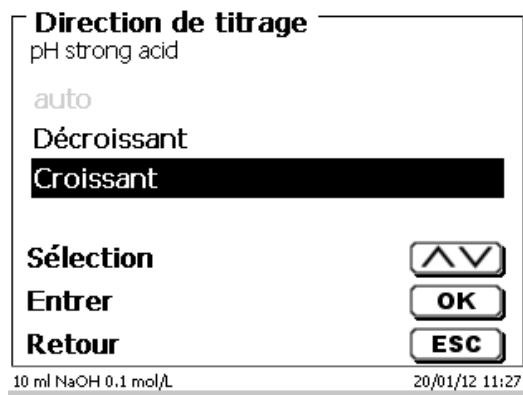 Direction de titrage
pH strong acid
auto
Décroissant
Croissant
Sélection
Entrer OK
Retour ESC
10 ml NaOH 0.1 mol/L 20/01/12 11:27